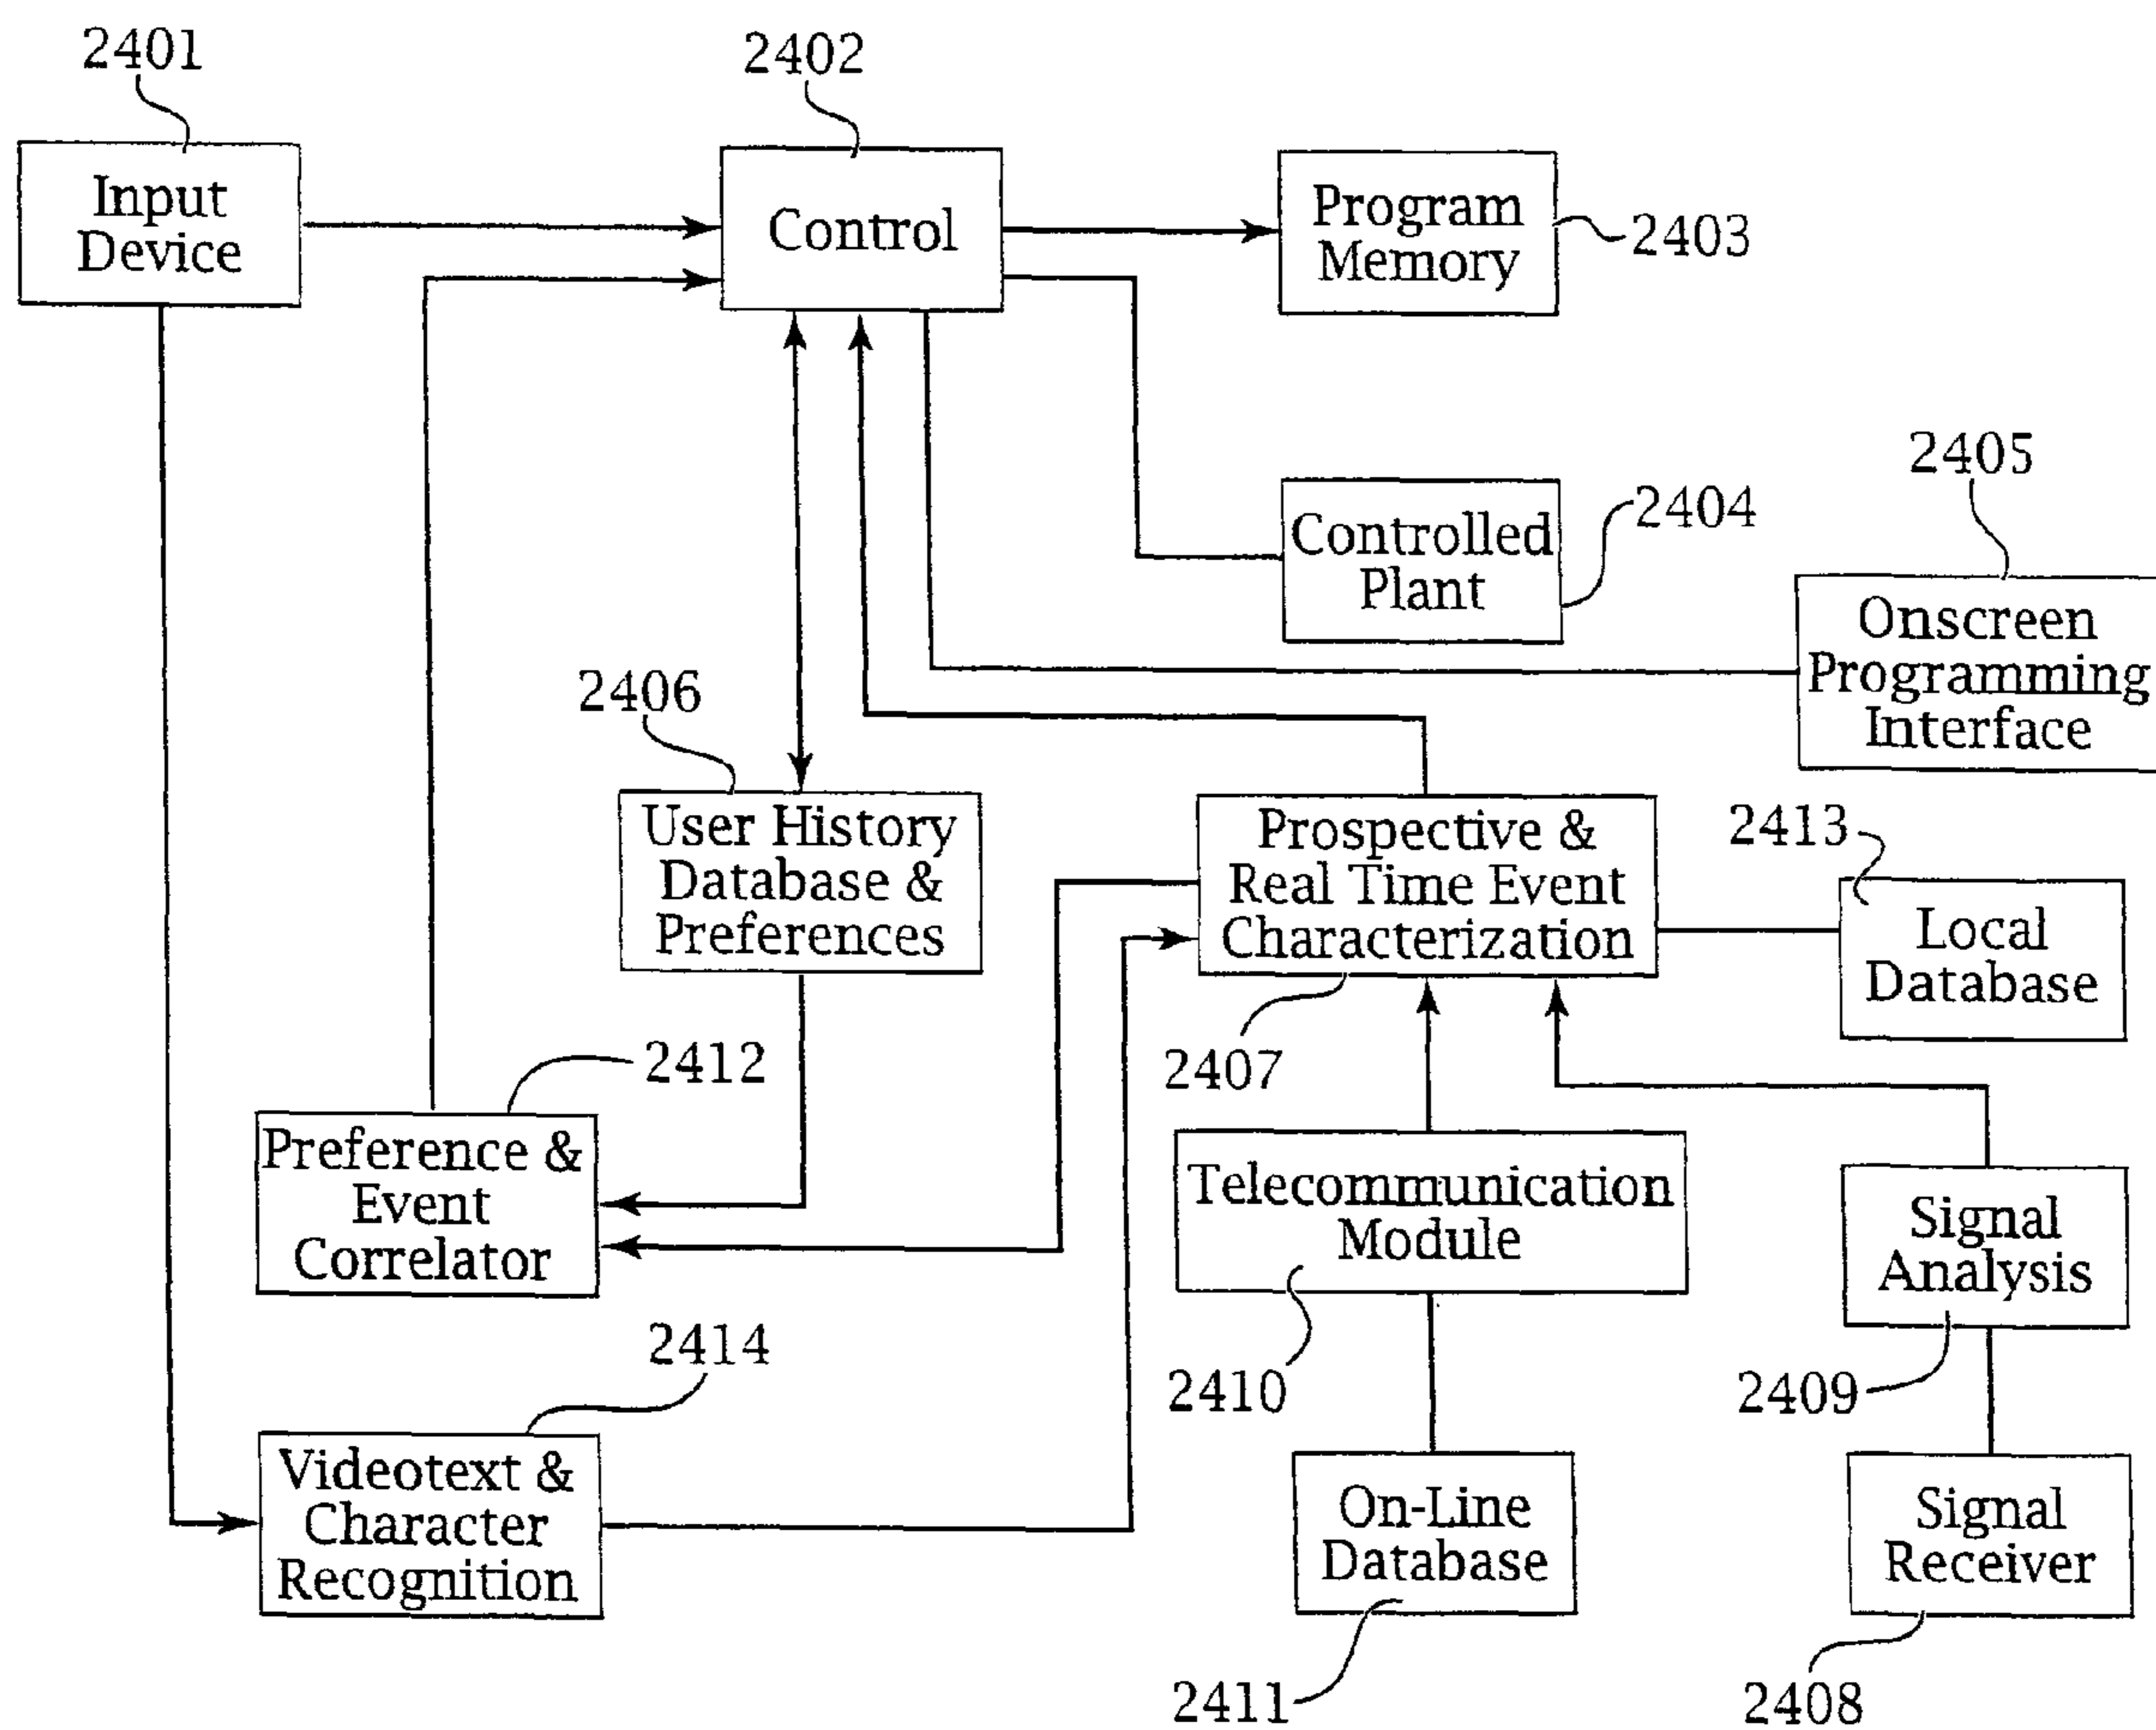 2401
2402
Input
Device
Control
Program
Memory
2403
2405
2404
Controlled
Plant
Onscreen
Programming
Interface
2406
User History
Database &
Preferences
Prospective &
Real Time Event
Characterization
2413
Local
Database
2407
2412
Preference &
Event
Correlator
Telecommunication
Module
Signal
Analysis
2414
2410
2409
Videotext &
Character
Recognition
On-Line
Database
Signal
Receiver
2411
2408